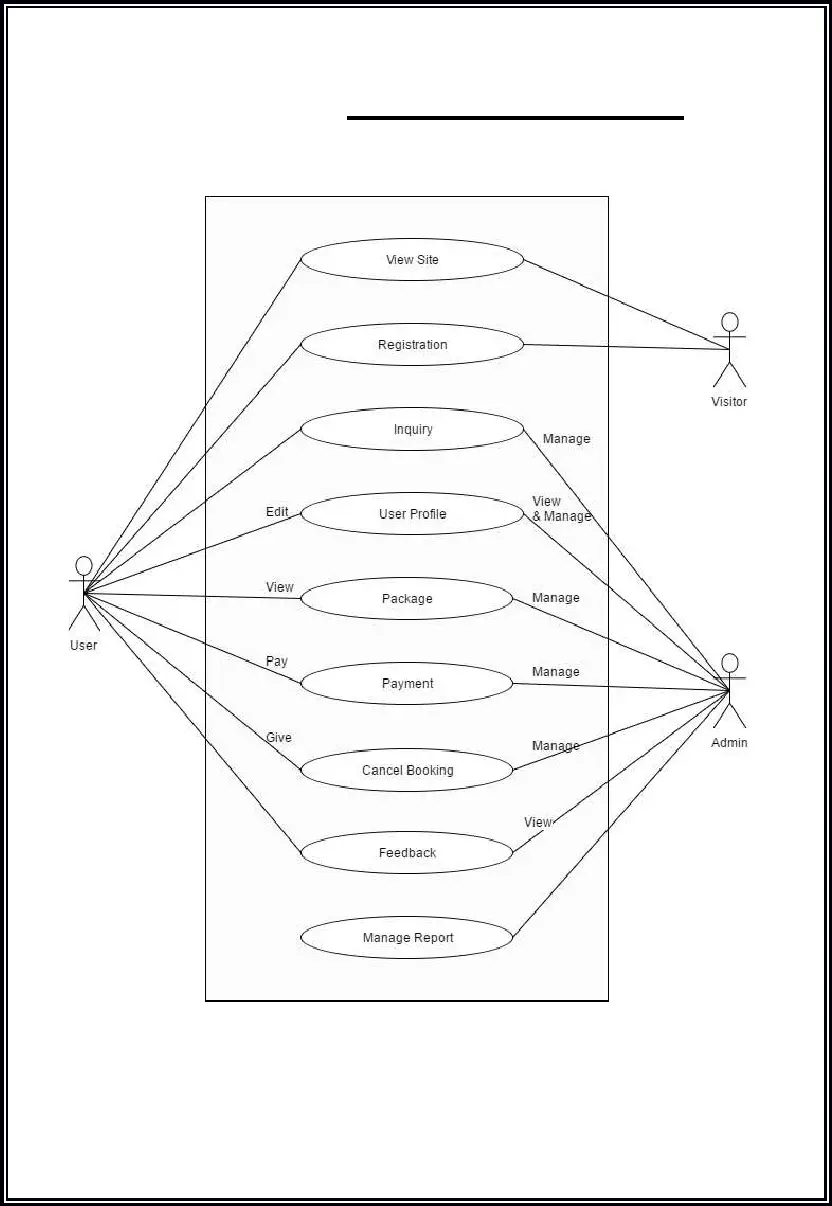 View Site
Registration
Visitor
Inquiry
Manage
Edit
User Profile
View
& Manage
View
Package
Manage
User
Pay
Payment
Manage
Admin
Give
Cancel Booking
Manage
View
Feedback
Manage Report